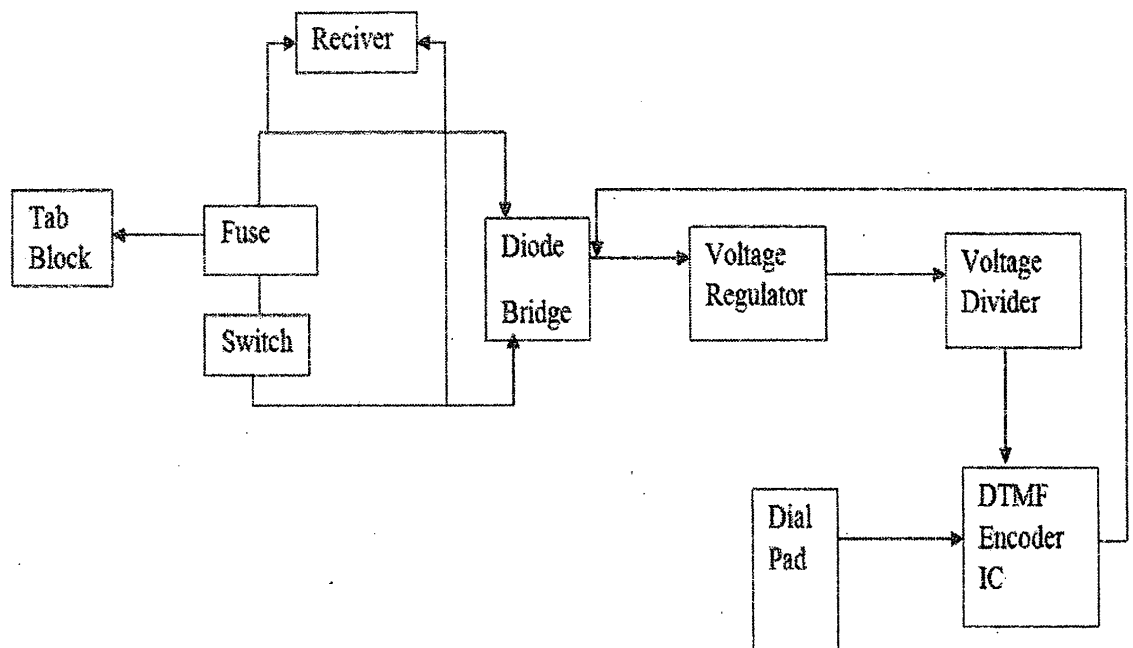 Reciver
Tab
Block
Fuse
Switch
Diode
Bridge
Voltage
Regulator
Voltage
Divider
Dial
Pad
DTMF
Encoder
IC